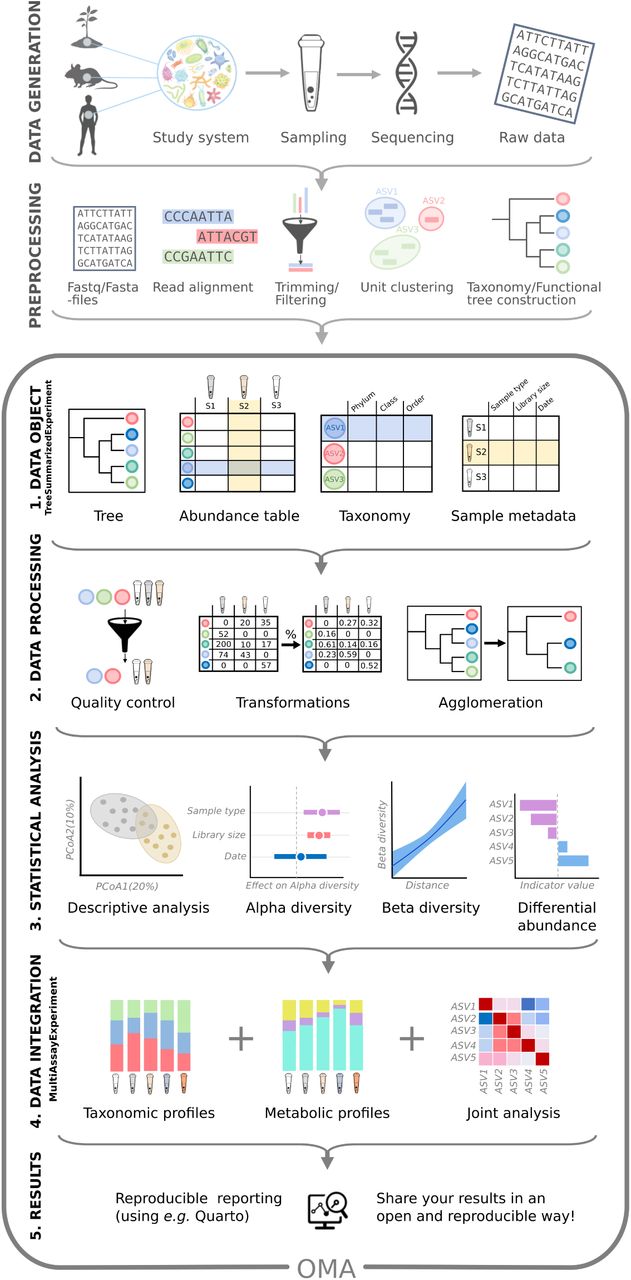 DATA GENERATION
ATTCTTATT
AGGCATGAC
TCATATAAG
TCTTATTAG
GCATGATCA
Study system
Sampling
Sequencing
Raw data
PREPROCESSING
ATTCTTATT
AGGCATGAC
TCATATAAG
TCTTATTAG
GCATGATCA
Fastq/Fasta
-files
CCCAATTA
ATTACGT
CCGAATTC
Read alignment
Trimming/
Filtering
ASV1
ASV2
ASV3
Unit clustering
Taxonomy/Functional
tree construction
1. DATA OBJECT
TreeSummarizedExperiment
Tree
S1 S2 S3
Abundance table
Phylum Class Order
ASV1
ASV2
ASV3
Taxonomy
Sample type Library size Date
S1
S2
S3
Sample metadata
2. DATA PROCESSING
Quality control
0 20 35
52 0 0
200 10 17
74 43 0
0 0 57
%
0 0.27 0.32
0.16 0 0
0.61 0.14 0.16
0.23 0.59 0
0 0 0.52
Transformations
Agglomeration
3. STATISTICAL ANALYSIS
PCoA2(10%)
PCoA1(20%)
Descriptive analysis
Sample type
Library size
Date
Effect on Alpha diversity
Alpha diversity
Beta diversity
Distance
Beta diversity
ASV1
ASV2
ASV3
ASV4
ASV5
Indicator value
Differential
abundance
4. DATA INTEGRATION
MultiAssayExperiment
Taxonomic profiles
+
Metabolic profiles
+
ASV1
ASV2
ASV3
ASV4
ASV5
ASV1 ASV2 ASV3 ASV4 ASV5
Joint analysis
5. RESULTS
Reproducible reporting
(using e.g. Quarto)
Share your results in an
open and reproducible way!
OMA